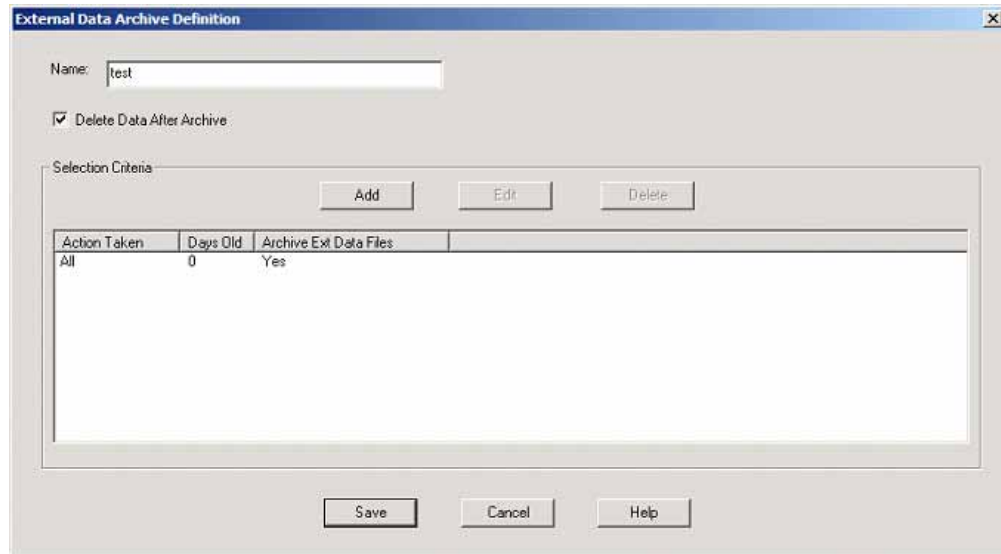 External Data Archive Definition
Name: test
Delete Data After Archive
Selection Criteria
Add Edit Delete
Action Taken Days Old Archive Ext Data Files
All 0 Yes
Save Cancel Help